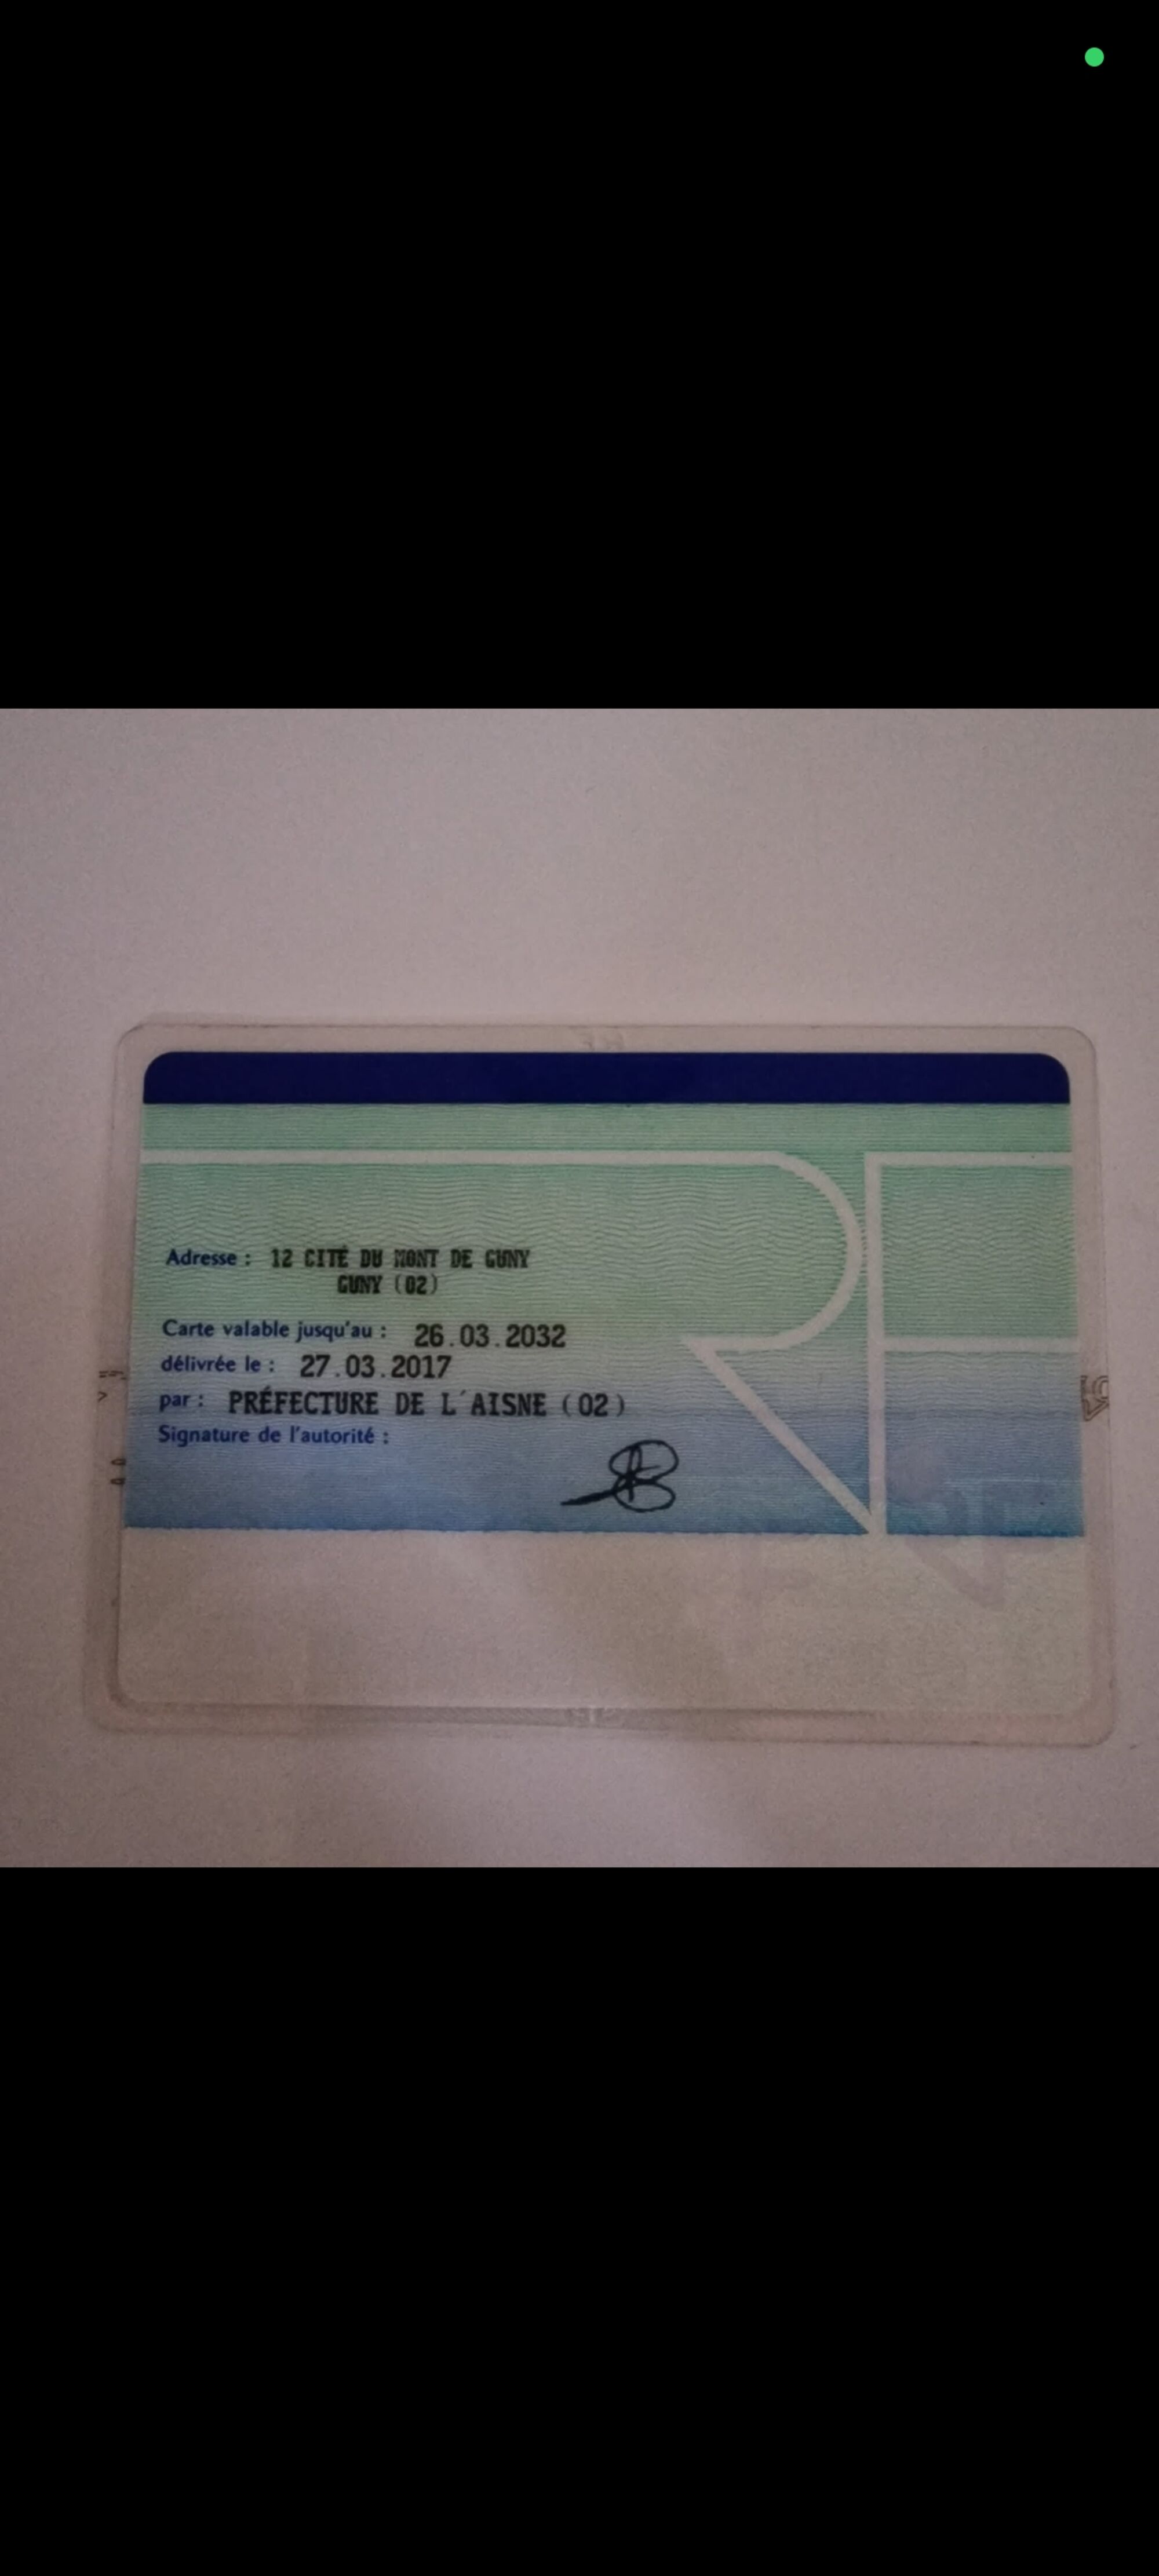 Adresse : 12 CITÉ DU MONT DE GUNY
GUNY (02)
Carte valable jusqu'au : 26.03.2032
délivrée le : 27.03.2017
par : PRÉFECTURE DE L´AISNE (02)
Signature de l'autorité :
RF